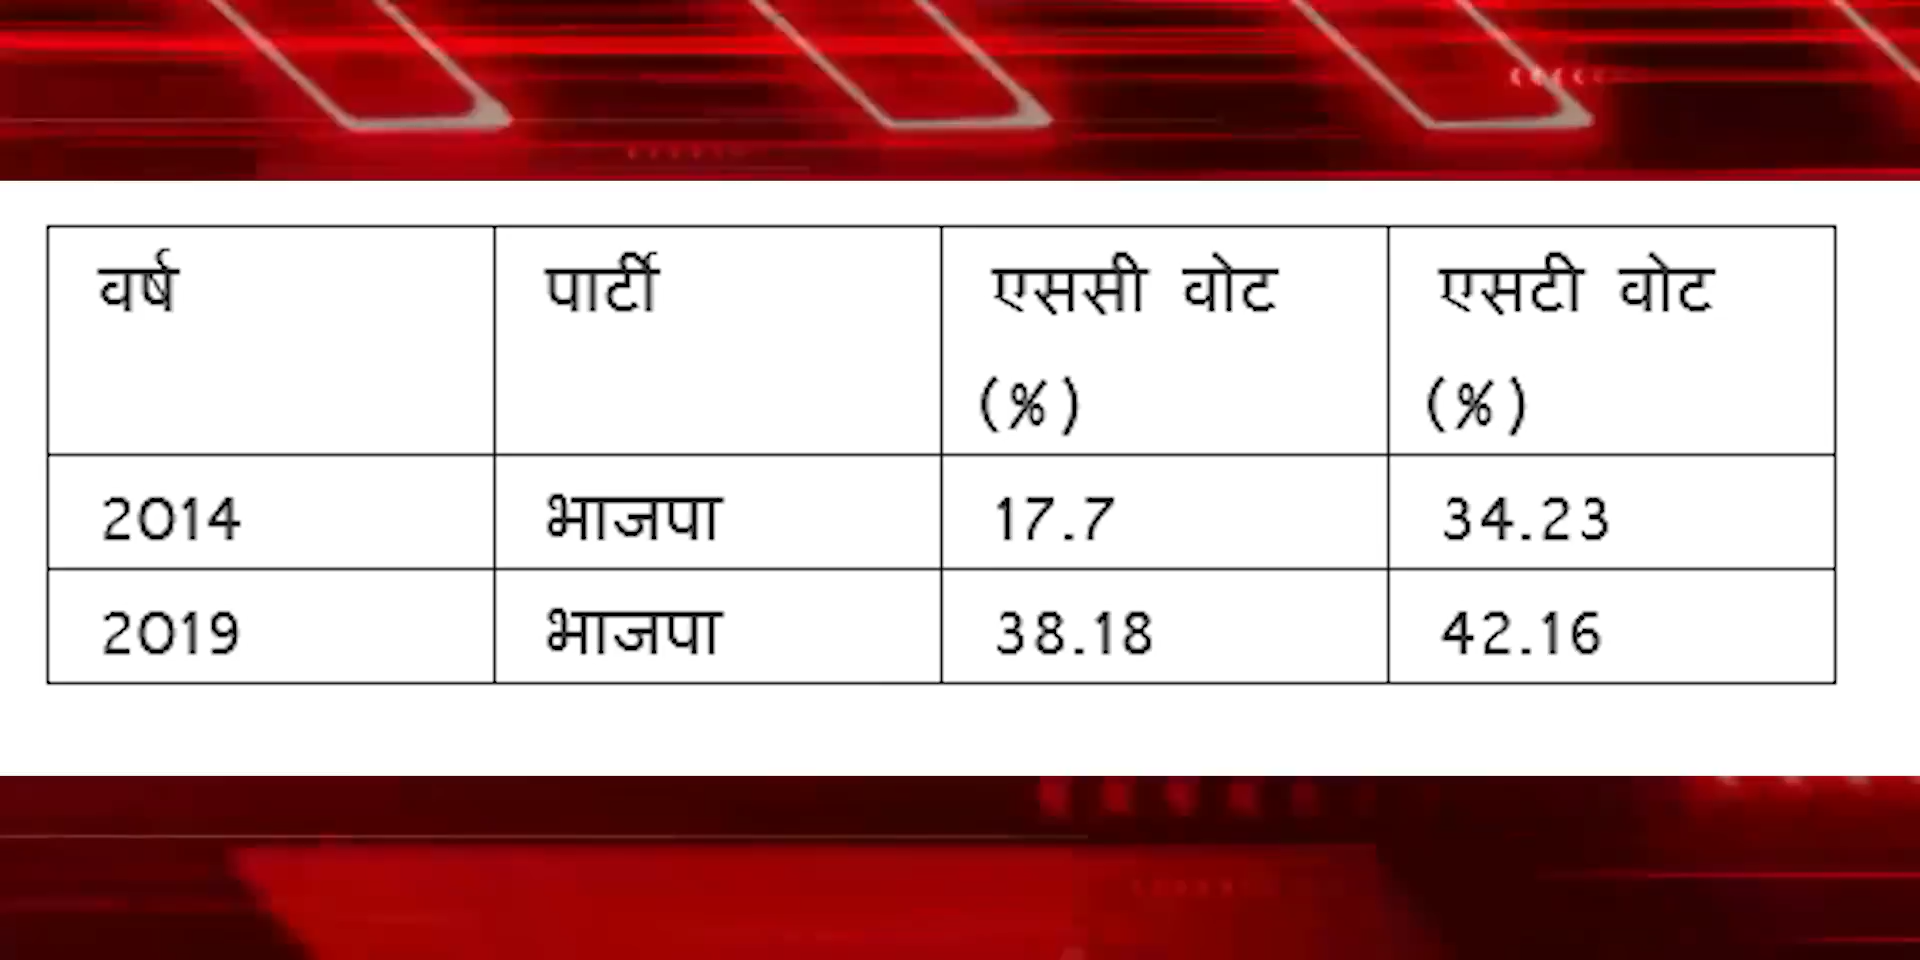 वर्ष पार्टी एससी वोट (%) एसटी वोट (%)
2014 भाजपा 17.7 34.23
2019 भाजपा 38.18 42.16